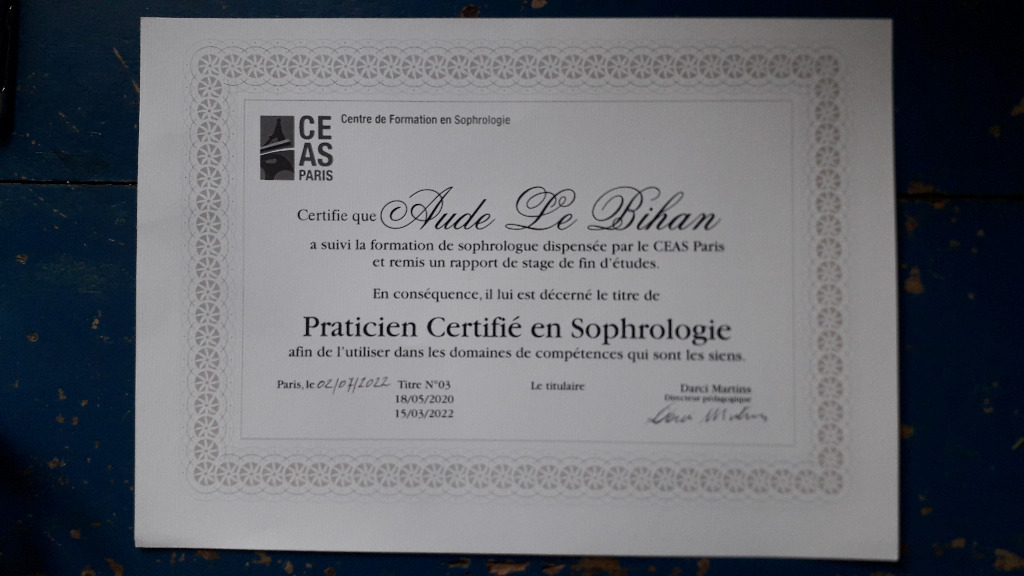 CE
AS
PARIS
Centre de Formation en Sophrologie
Certifie que Aude Le Bihan
a suivi la formation de sophrologue dispensée par le CEAS Paris
et remis un rapport de stage de fin d'études.
En conséquence, il lui est décerné le titre de
Praticien Certifié en Sophrologie
afin de l'utiliser dans les domaines de compétences qui sont les siens.
Paris, le 02/07/2022 Titre N°03
18/05/2020
15/03/2022
Le titulaire
Darci Martins
Directeur pédagogique